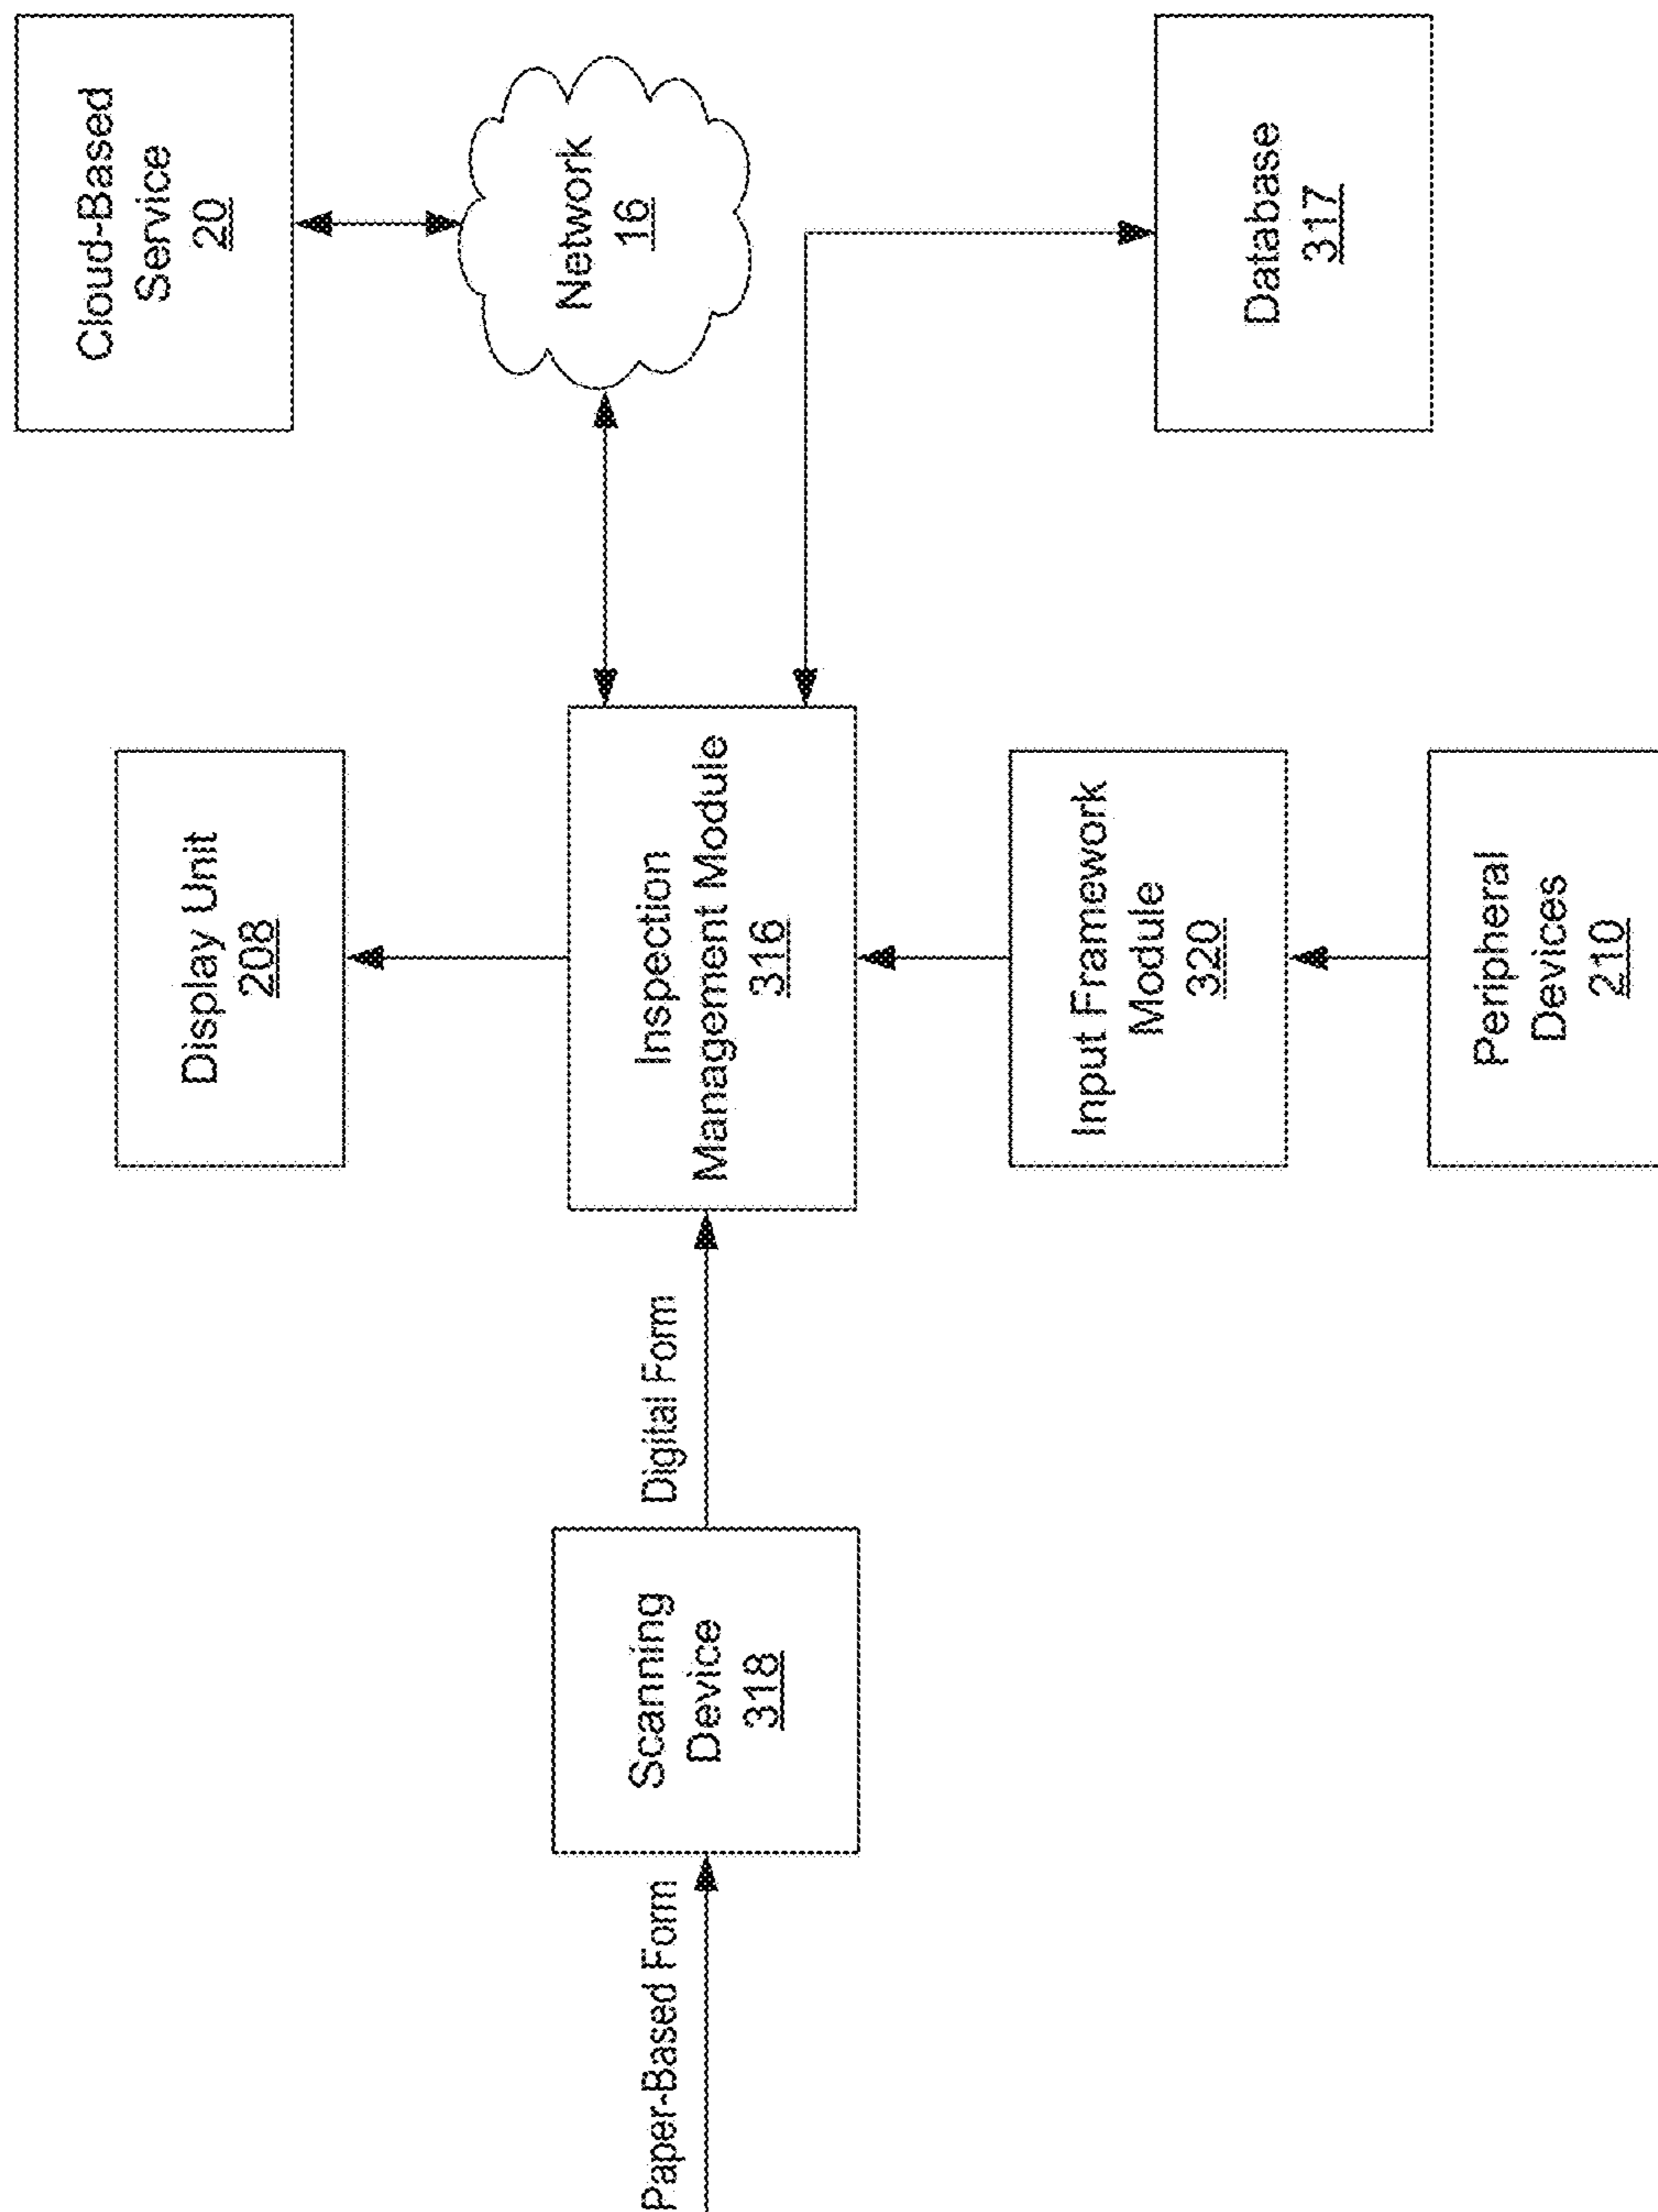 Paper-Based Form
Scanning
Device
318
Digital Form
Display Unit
208
Inspection
Management Module
316
Input Framework
Module
320
Peripheral
Devices
210
Cloud-Based
Service
20
Network
16
Database
317